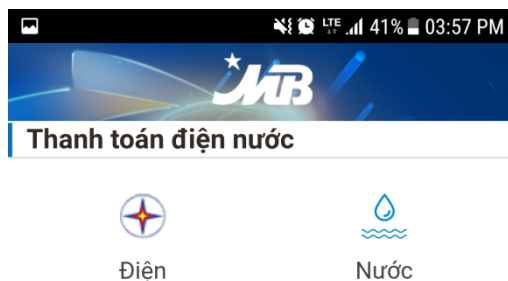 LTE 41% 03:57 PM
MB
Thanh toán điện nước
Điện
Nước